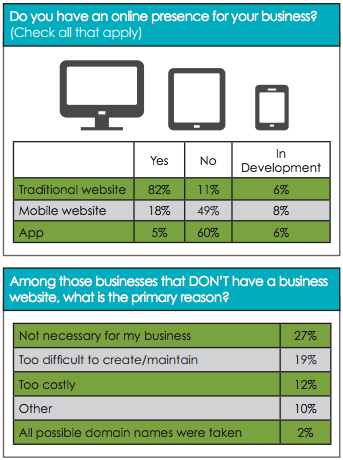 Do you have an online presence for your business?
(Check all that apply)
Yes No In Development
Traditional website 82% 11% 6%
Mobile website 18% 49% 8%
App 5% 60% 6%
Among those businesses that DON'T have a business
website, what is the primary reason?
Not necessary for my business 27%
Too difficult to create/maintain 19%
Too costly 12%
Other 10%
All possible domain names were taken 2%